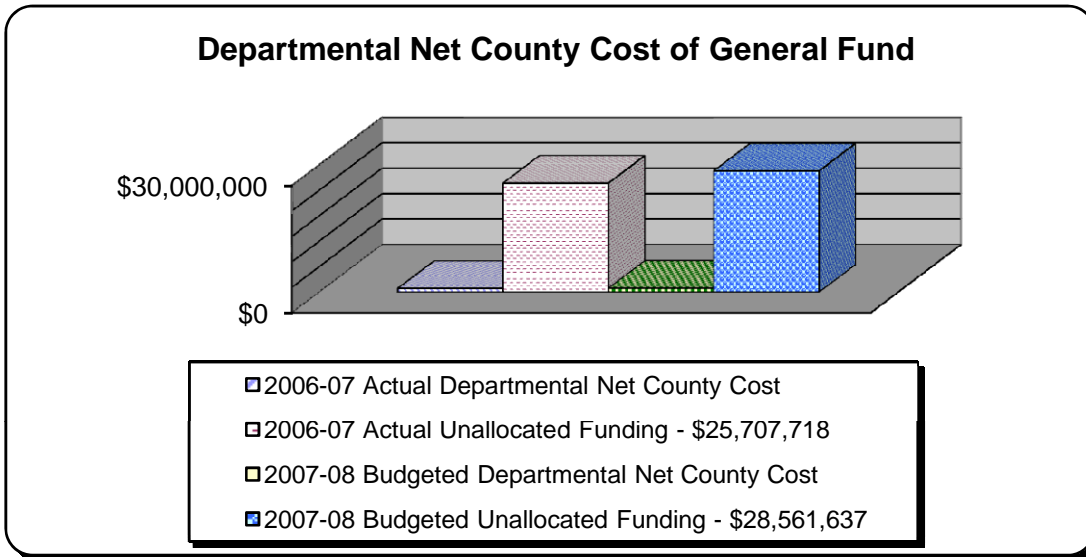 Departmental Net County Cost of General Fund
$30,000,000
$0
2006-07 Actual Departmental Net County Cost
2006-07 Actual Unallocated Funding - $25,707,718
2007-08 Budgeted Departmental Net County Cost
2007-08 Budgeted Unallocated Funding - $28,561,637